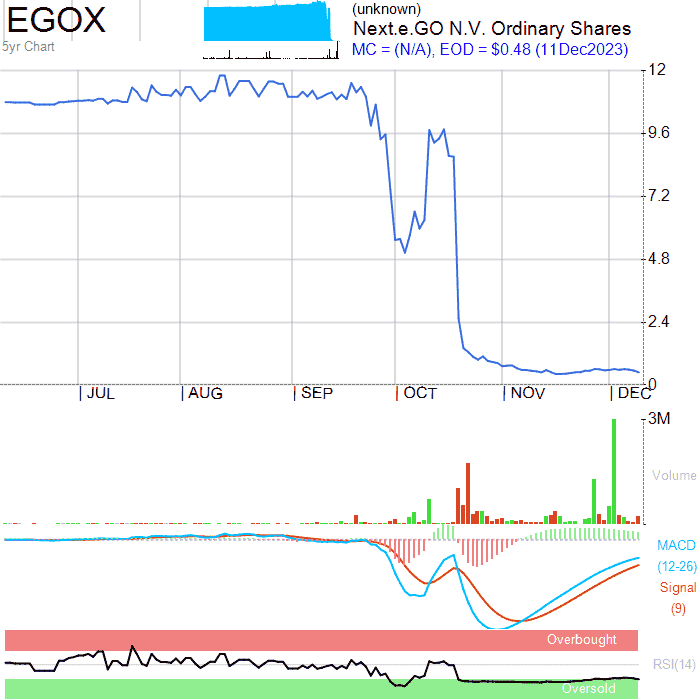 EGOX
(unknown)
Next.e.GO N.V. Ordinary Shares
5yr Chart
MC = (N/A), EOD = $0.48 (11Dec2023)
12
9.6
7.2
4.8
2.4
0
JUL
AUG
SEP
OCT
NOV
DEC
3M
Volume
MACD
(12-26)
Signal
(9)
Overbought
RSI(14)
Oversold